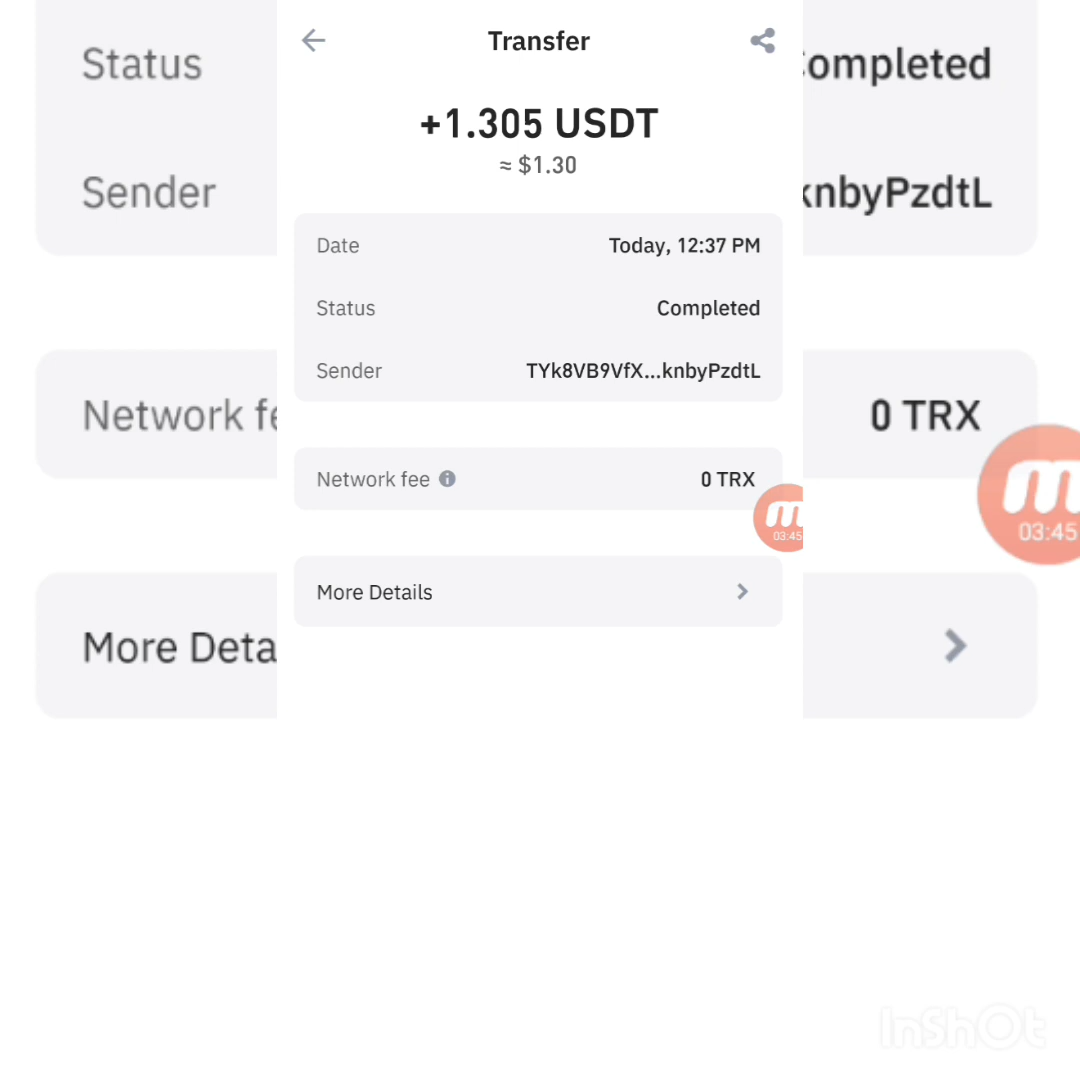 Transfer
+1.305 USDT
≈ $1.30
Date Today, 12:37 PM
Status Completed
Sender TYk8VB9VfX...knbyPzdtL
Network fee 0 TRX
More Details
03:45
Status ompleted
Sender knbyPzdtL
Network fe 0 TRX
03:45
More Deta
InShOt